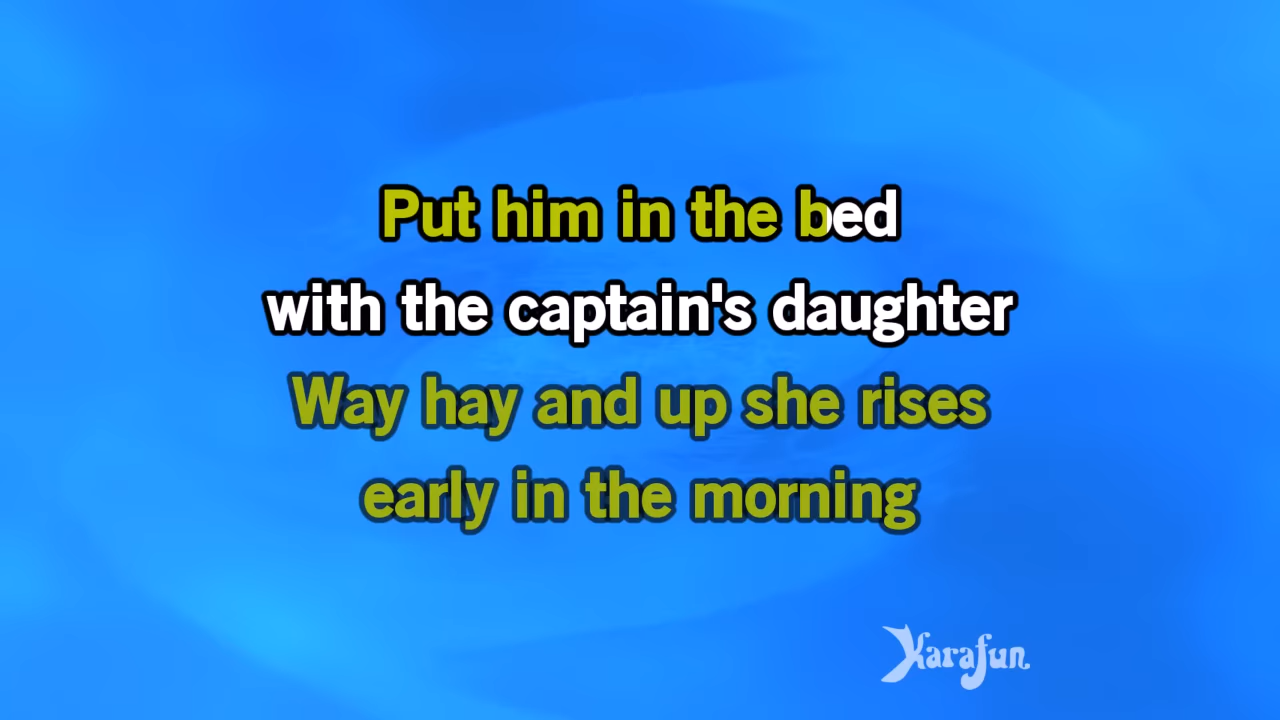 Put him in the bed
with the captain's daughter
Way hay and up she rises
early in the morning
Karafun